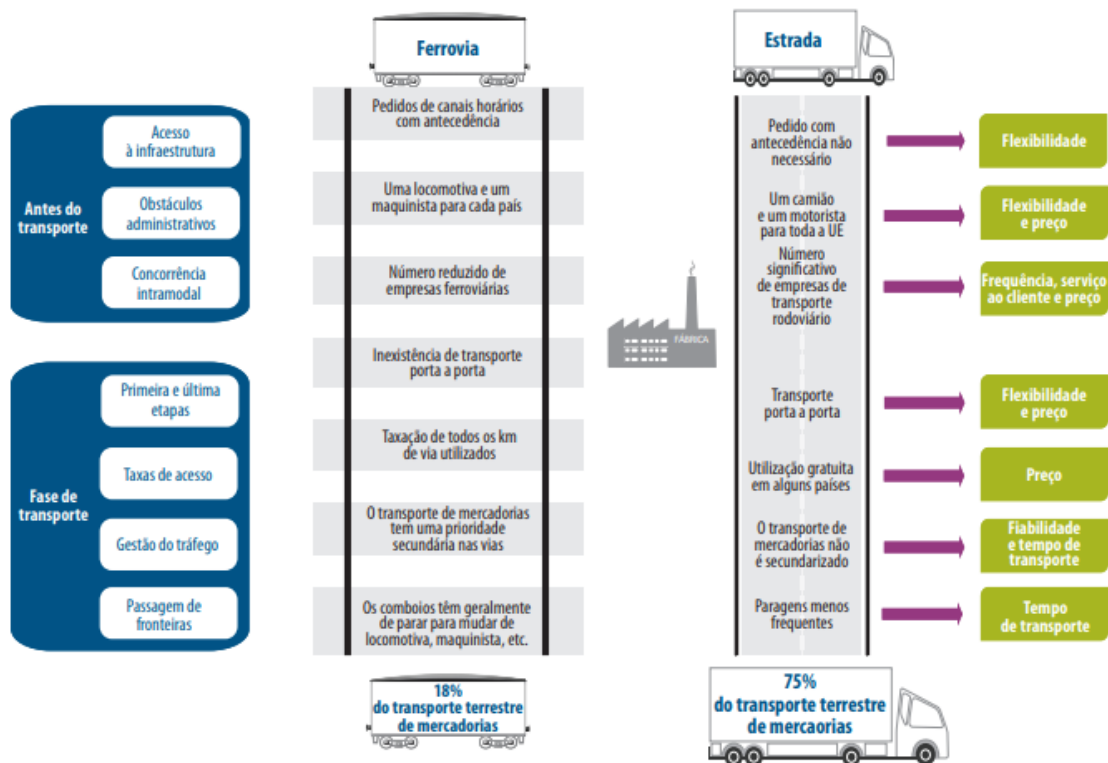 Ferrovia
Estrada
Antes do
transporte
Acesso
à infraestrutura
Obstáculos
administrativos
Concorrência
intramodal
Fase de
transporte
Primeira e última
etapas
Taxas de acesso
Gestão do tráfego
Passagem de
fronteiras
Pedidos de canais horários
com antecedência
Uma locomotiva e um
maquinista para cada país
Número reduzido de
empresas ferroviárias
Inexistência de transporte
porta a porta
Taxação de todos os km
de via utilizados
O transporte de mercadorias
tem uma prioridade
secundária nas vias
Os comboios têm geralmente
de parar para mudar de
locomotiva, maquinista, etc.
18%
do transporte terrestre
de mercadorias
FÁBRICA
Pedido com
antecedência não
necessário
Um camião
e um motorista
para toda a UE
Número
significativo
de empresas de
transporte
rodoviário
Transporte
porta a porta
Utilização gratuita
em alguns países
O transporte de
mercadorias não
é secundarizado
Paragens menos
frequentes
75%
do transporte terrestre
de mercaorias
Flexibilidade
Flexibilidade
e preço
Frequência, serviço
ao cliente e preço
Flexibilidade
e preço
Preço
Fiabilidade
e tempo de
transporte
Tempo
de transporte